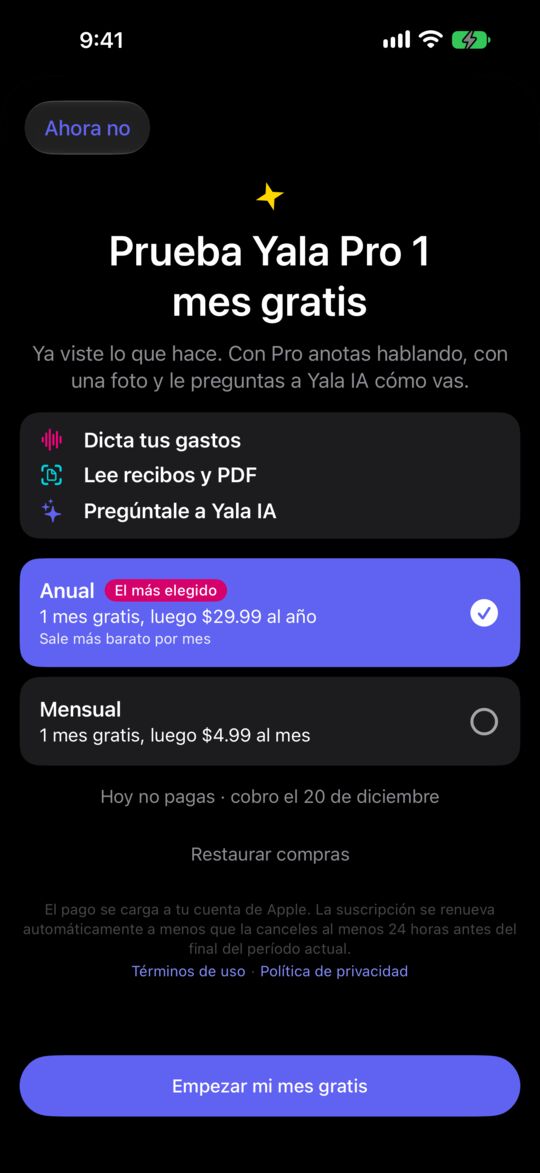 9:41
Ahora no
Prueba Yala Pro 1
mes gratis
Ya viste lo que hace. Con Pro anotas hablando, con
una foto y le preguntas a Yala IA cómo vas.
Dicta tus gastos
Lee recibos y PDF
Pregúntale a Yala IA
Anual El más elegido
1 mes gratis, luego $29.99 al año
Sale más barato por mes
Mensual
1 mes gratis, luego $4.99 al mes
Hoy no pagas · cobro el 20 de diciembre
Restaurar compras
El pago se carga a tu cuenta de Apple. La suscripción se renueva
automáticamente a menos que la canceles al menos 24 horas antes del
final del período actual.
Términos de uso · Política de privacidad
Empezar mi mes gratis